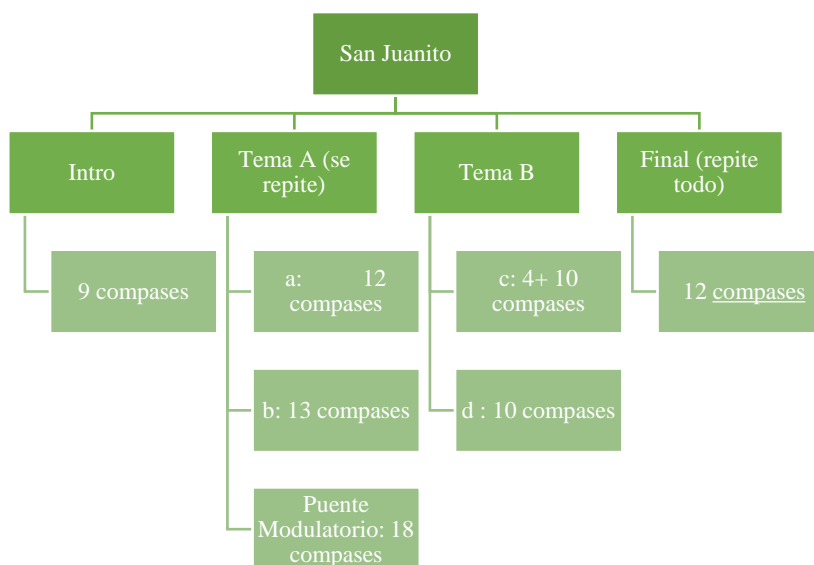 San Juanito
Intro
Tema A (se
repite)
Tema B
Final (repite
todo)
9 compases
a: 12
compases
c: 4+ 10
compases
12 compases
b: 13 compases
d : 10 compases
Puente
Modulatorio: 18
compases